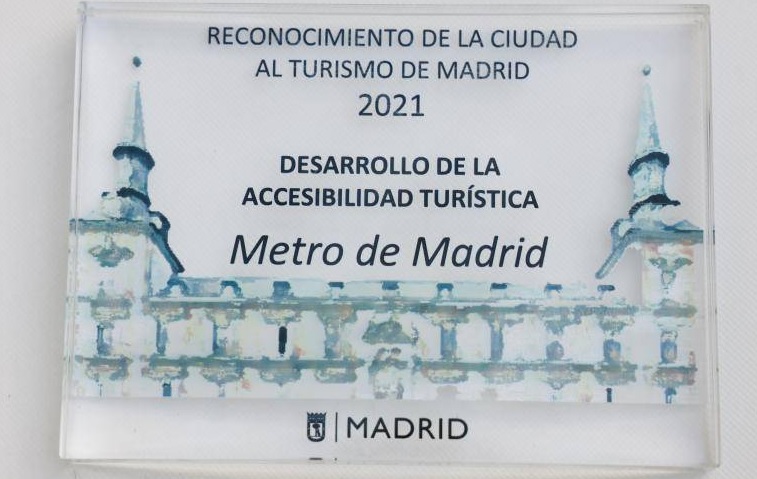 RECONOCIMIENTO DE LA CIUDAD
AL TURISMO DE MADRID
2021
DESARROLLO DE LA
ACCESIBILIDAD TURÍSTICA
Metro de Madrid
MADRID